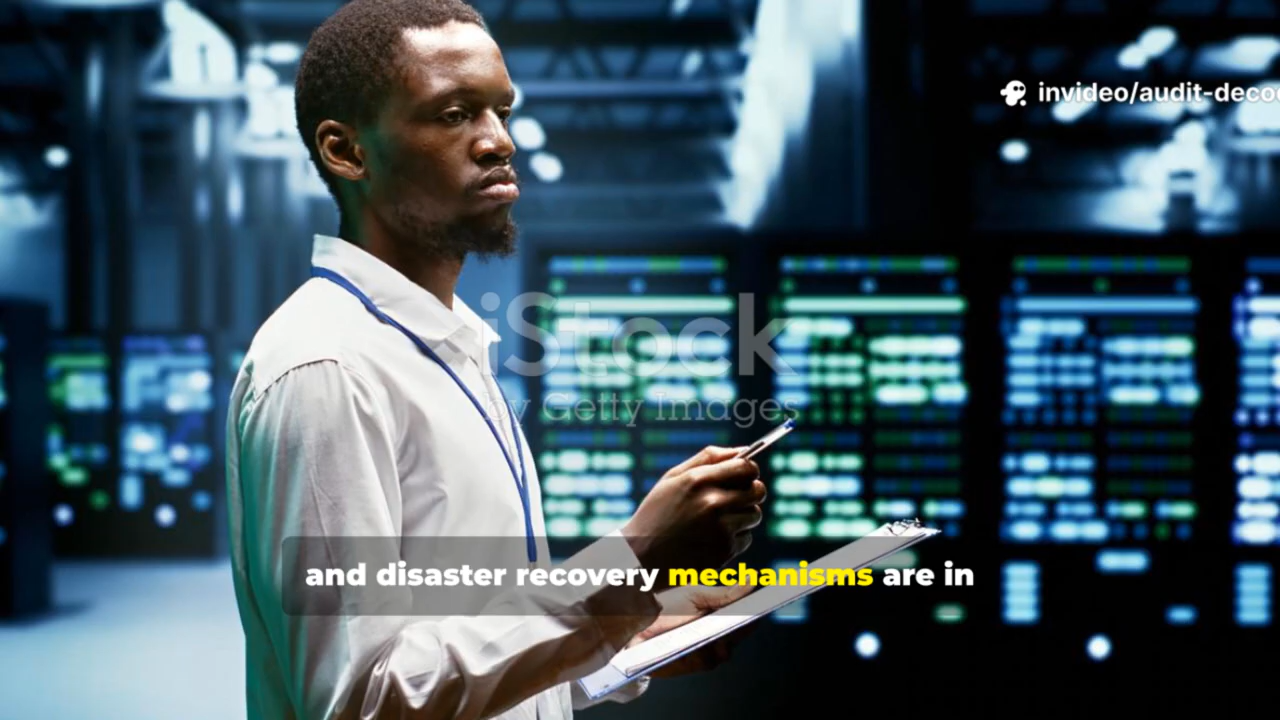 invideo/audit-deco
iStock
by Getty Images
and disaster recovery mechanisms are in